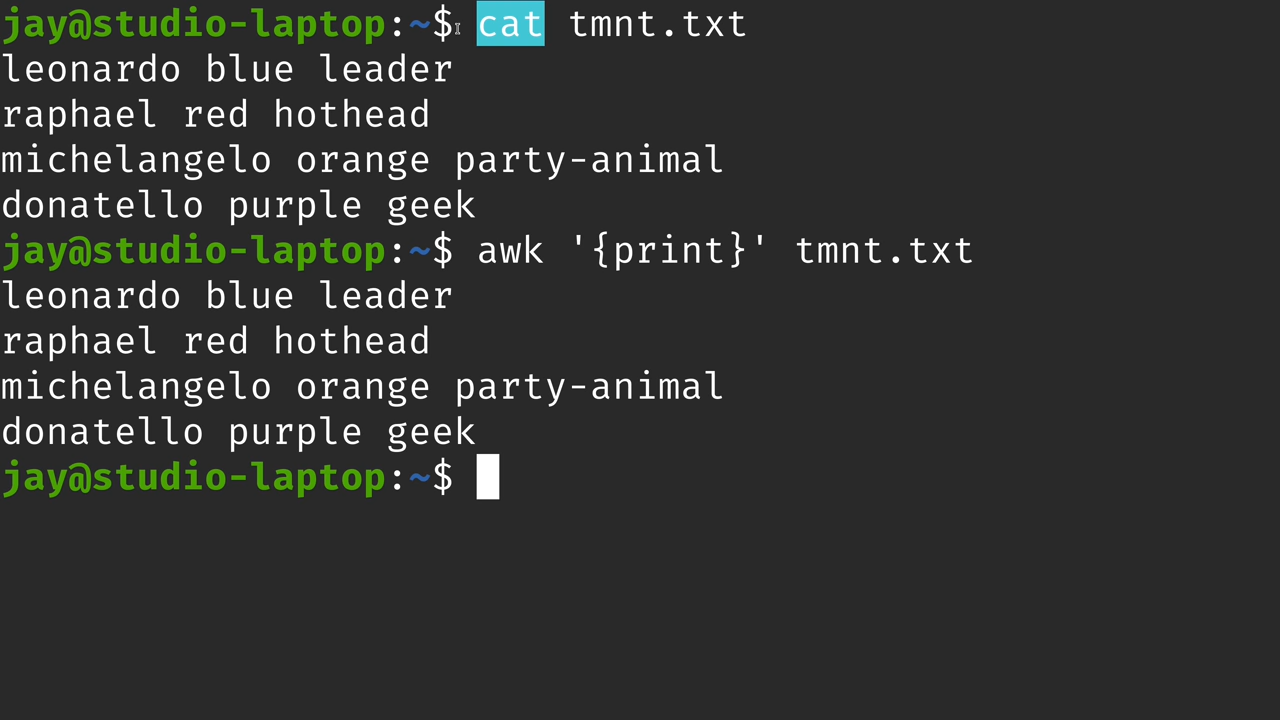 jay@studio-laptop:~$ cat tmnt.txt
leonardo blue leader
raphael red hothead
michelangelo orange party-animal
donatello purple geek
jay@studio-laptop:~$ awk '{print}' tmnt.txt
leonardo blue leader
raphael red hothead
michelangelo orange party-animal
donatello purple geek
jay@studio-laptop:~$